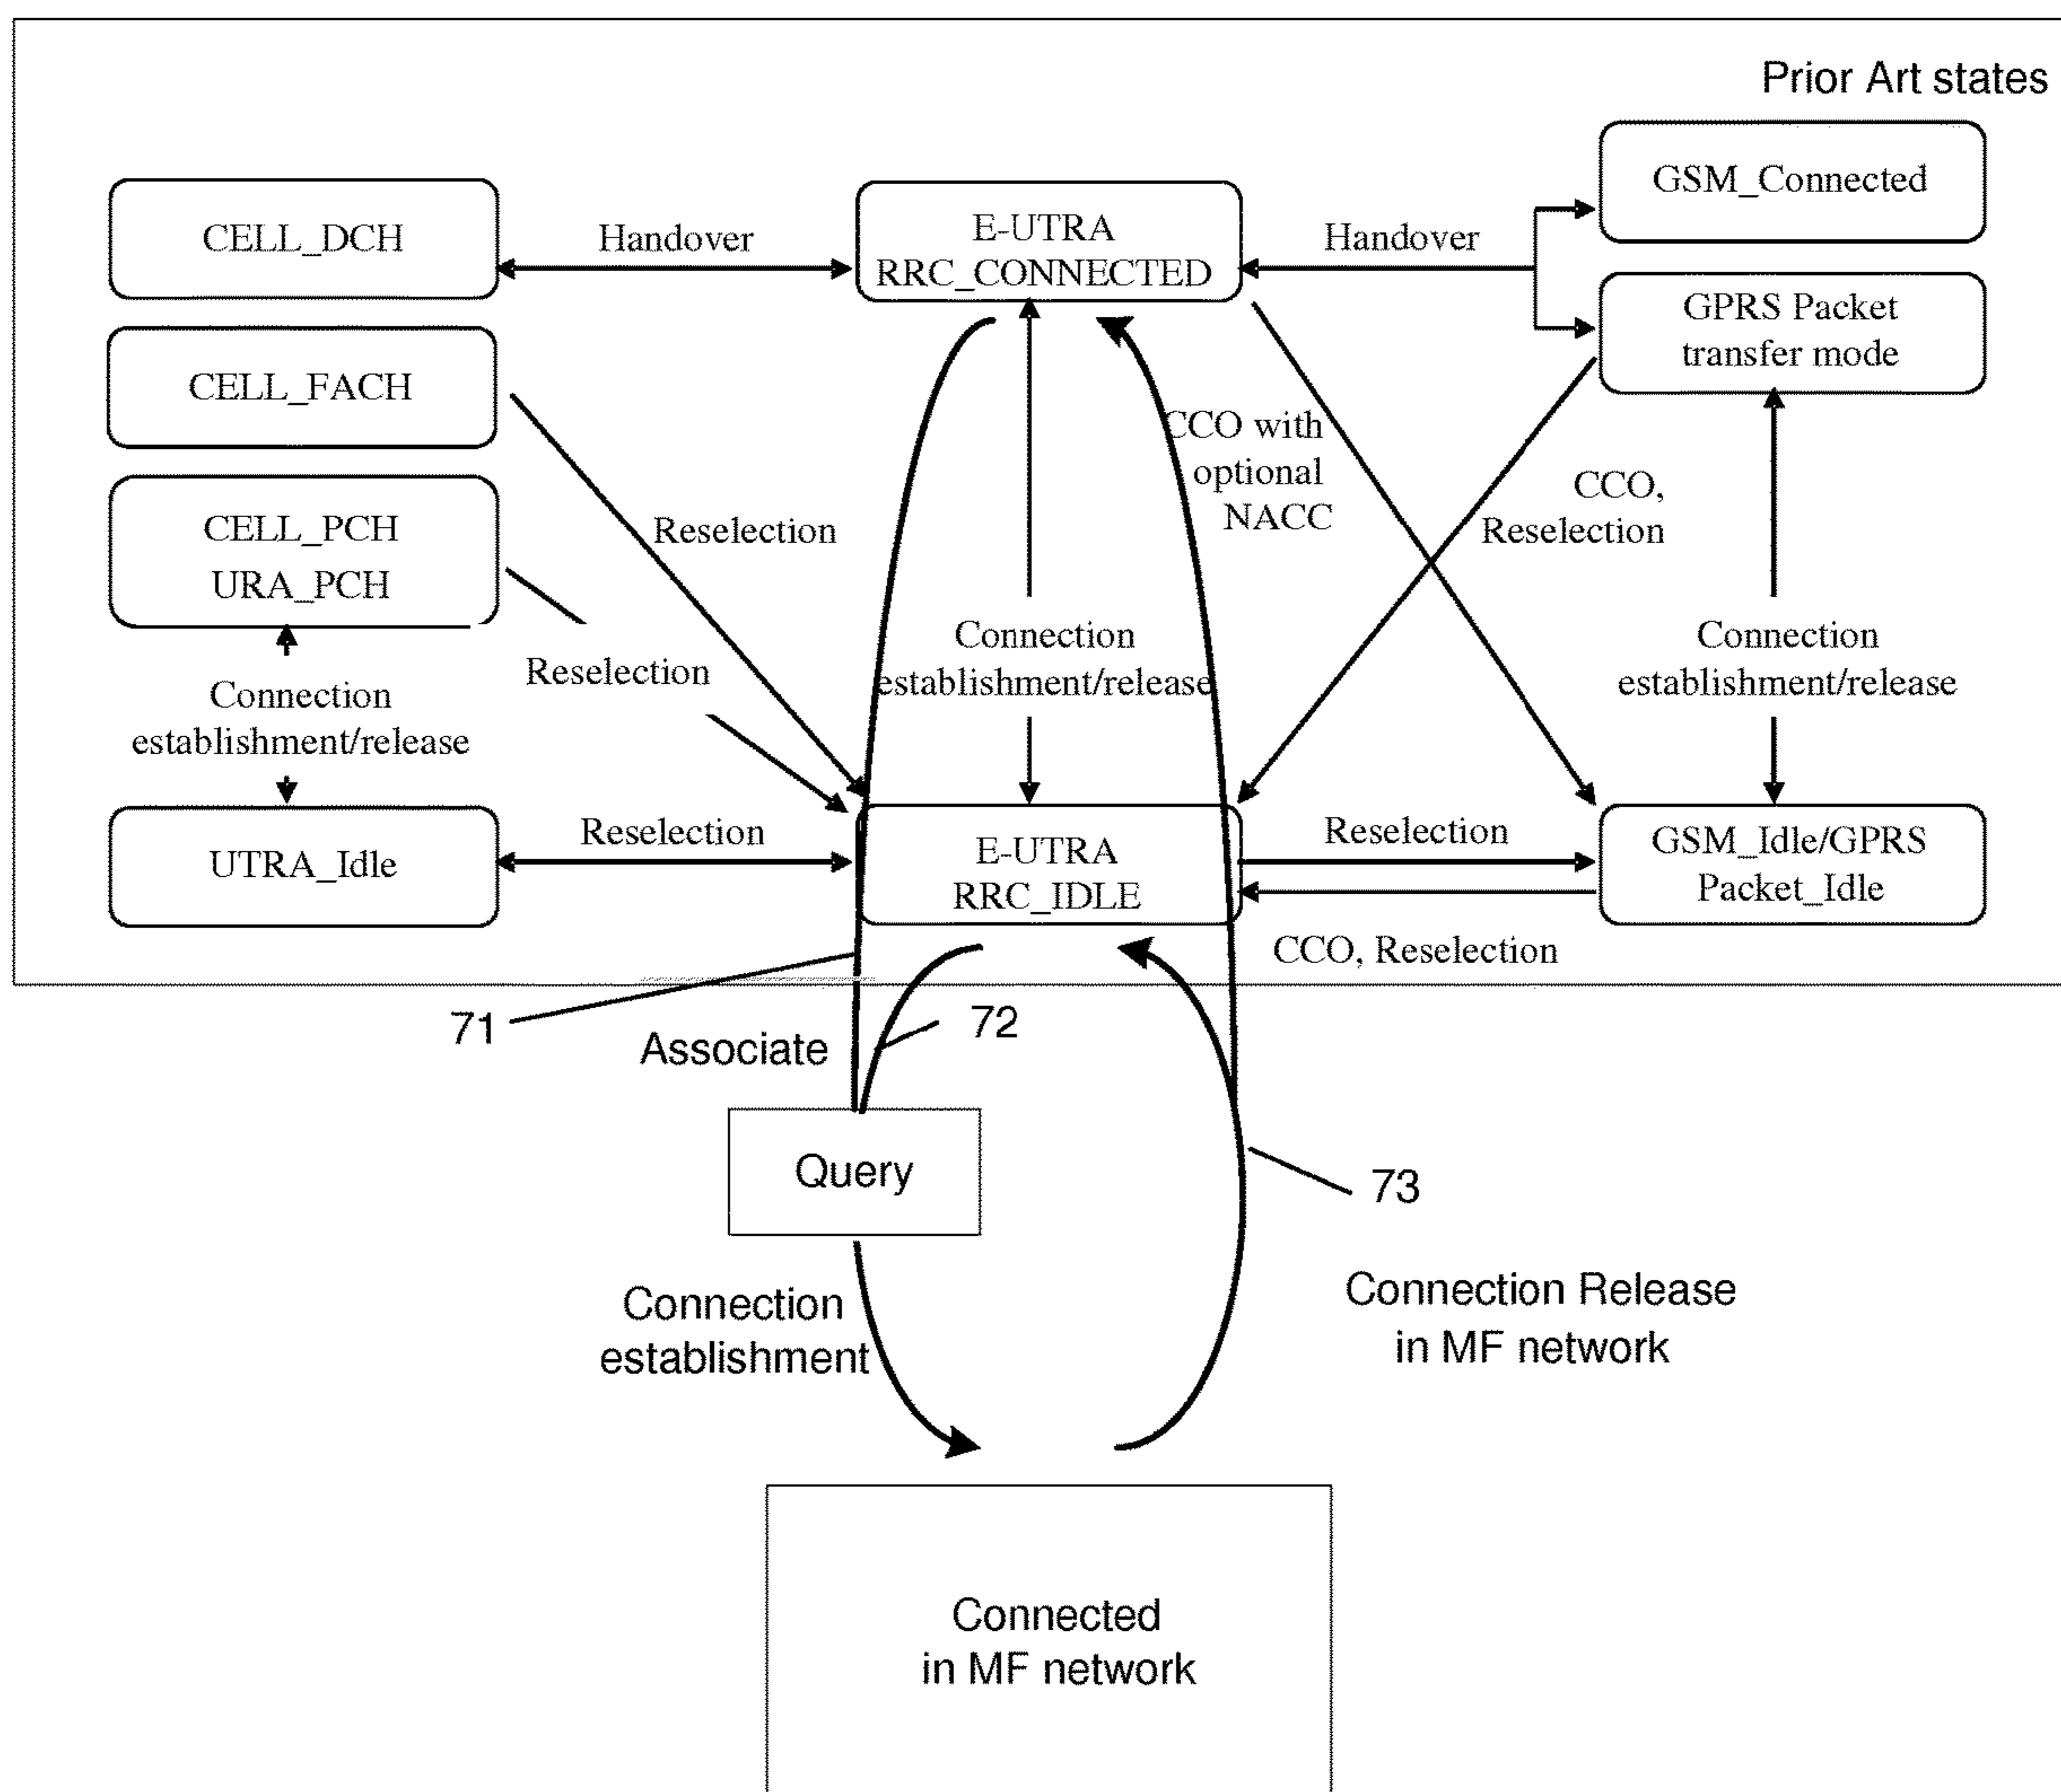 Prior Art states
GSM_Connected
CELL_DCH
Handover
E-UTRA
RRC_CONNECTED
Handover
GPRS Packet
transfer mode
CELL_FACH
CCO with
optional
NACC
CCO,
Reselection
CELL_PCH
URA_PCH
Reselection
Reselection
Connection
establishment/release
Connection
establishment/release
Connection
establishment/release
UTRA_Idle
Reselection
E-UTRA
RRC_IDLE
Reselection
GSM_Idle/GPRS
Packet_Idle
CCO, Reselection
71
Associate
72
Query
73
Connection
establishment
Connection Release
in MF network
Connected
in MF network